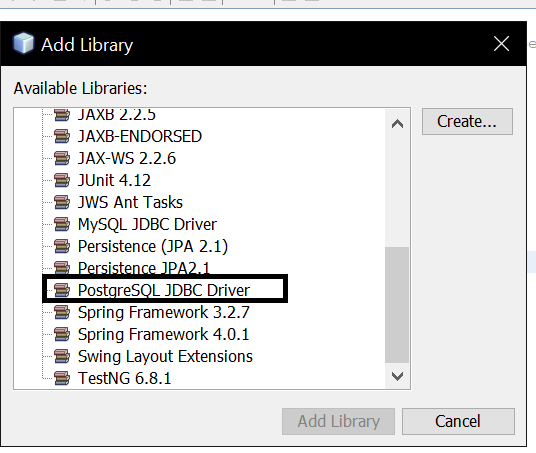 Add Library
Available Libraries:
JAXB 2.2.5
Create...
JAXB-ENDORSED
JAX-WS 2.2.6
JUnit 4.12
JWS Ant Tasks
MySQL JDBC Driver
Persistence (JPA 2.1)
Persistence JPA2.1
PostgreSQL JDBC Driver
Spring Framework 3.2.7
Spring Framework 4.0.1
Swing Layout Extensions
TestNG 6.8.1
Add Library
Cancel